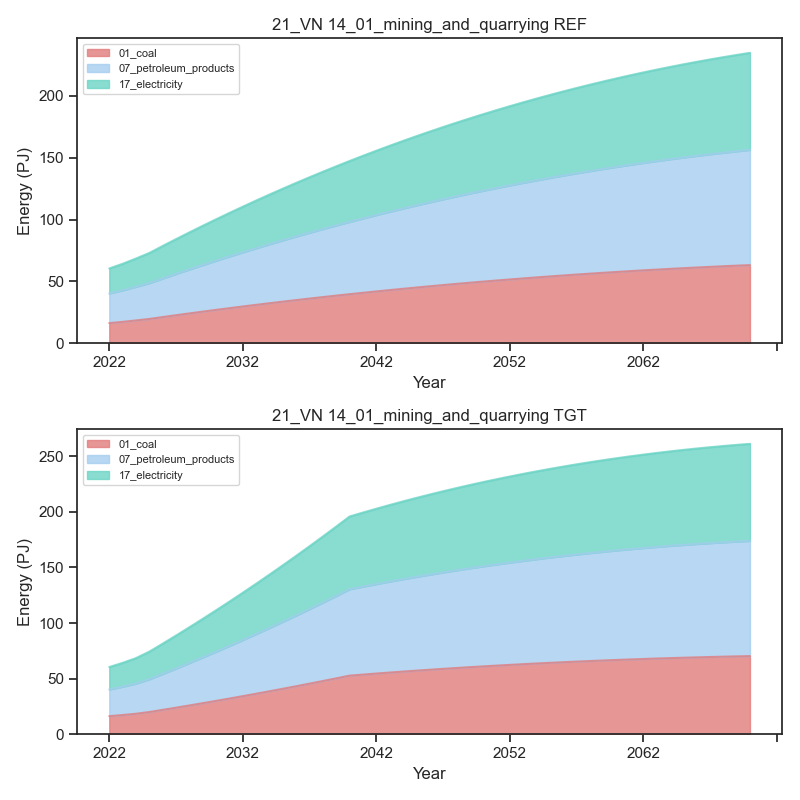 21_VN 14_01_mining_and_quarrying REF
01_coal
07_petroleum_products
17_electricity
200
150
100
50
0
Energy (PJ)
2022 2032 2042 2052 2062
Year
21_VN 14_01_mining_and_quarrying TGT
01_coal
07_petroleum_products
17_electricity
250
200
150
100
50
0
Energy (PJ)
2022 2032 2042 2052 2062
Year